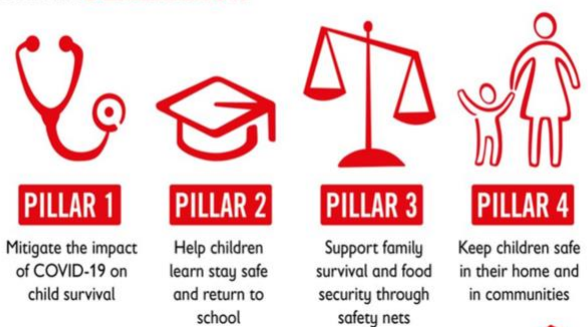 PILLAR 1
Mitigate the impact
of COVID-19 on
child survival
PILLAR 2
Help children
learn stay safe
and return to
school
PILLAR 3
Support family
survival and food
security through
safety nets
PILLAR 4
Keep children safe
in their home and
in communities